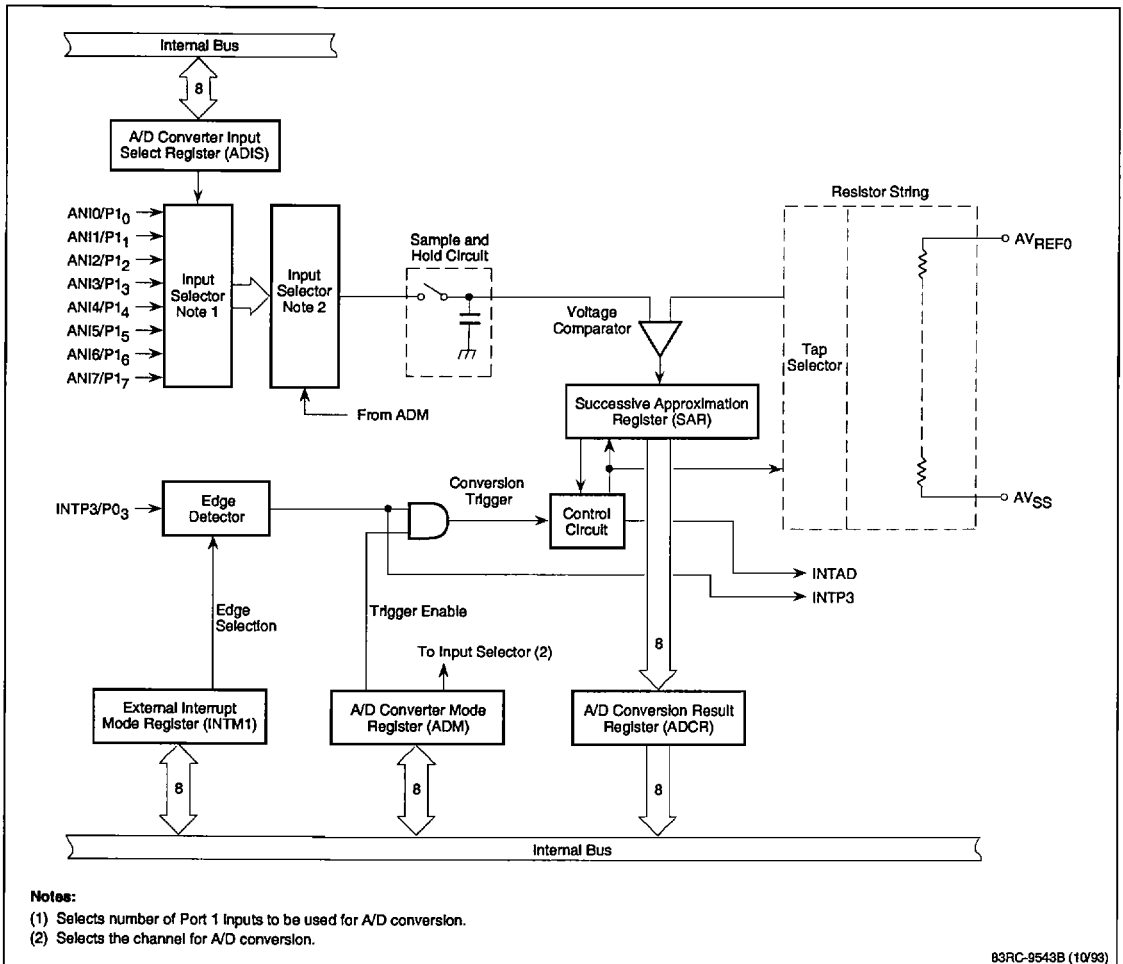 Internal Bus
8
A/D Converter Input
Select Register (ADIS)
Resistor String
ANI0/P1₀
ANI1/P1₁
ANI2/P1₂
ANI3/P1₃
ANI4/P1₄
ANI5/P1₅
ANI6/P1₆
ANI7/P1₇
Input
Selector
Note 1
Input
Selector
Note 2
Sample and
Hold Circuit
AV_REF0
Voltage
Comparator
Tap
Selector
From ADM
Successive Approximation
Register (SAR)
INTP3/P0₃
Edge
Detector
Conversion
Trigger
Control
Circuit
AV_SS
INTAD
INTP3
Edge
Selection
Trigger Enable
To Input Selector (2)
8
External Interrupt
Mode Register (INTM1)
A/D Converter Mode
Register (ADM)
A/D Conversion Result
Register (ADCR)
8
8
8
Internal Bus
Notes:
(1) Selects number of Port 1 inputs to be used for A/D conversion.
(2) Selects the channel for A/D conversion.
83RC-9543B (10/93)